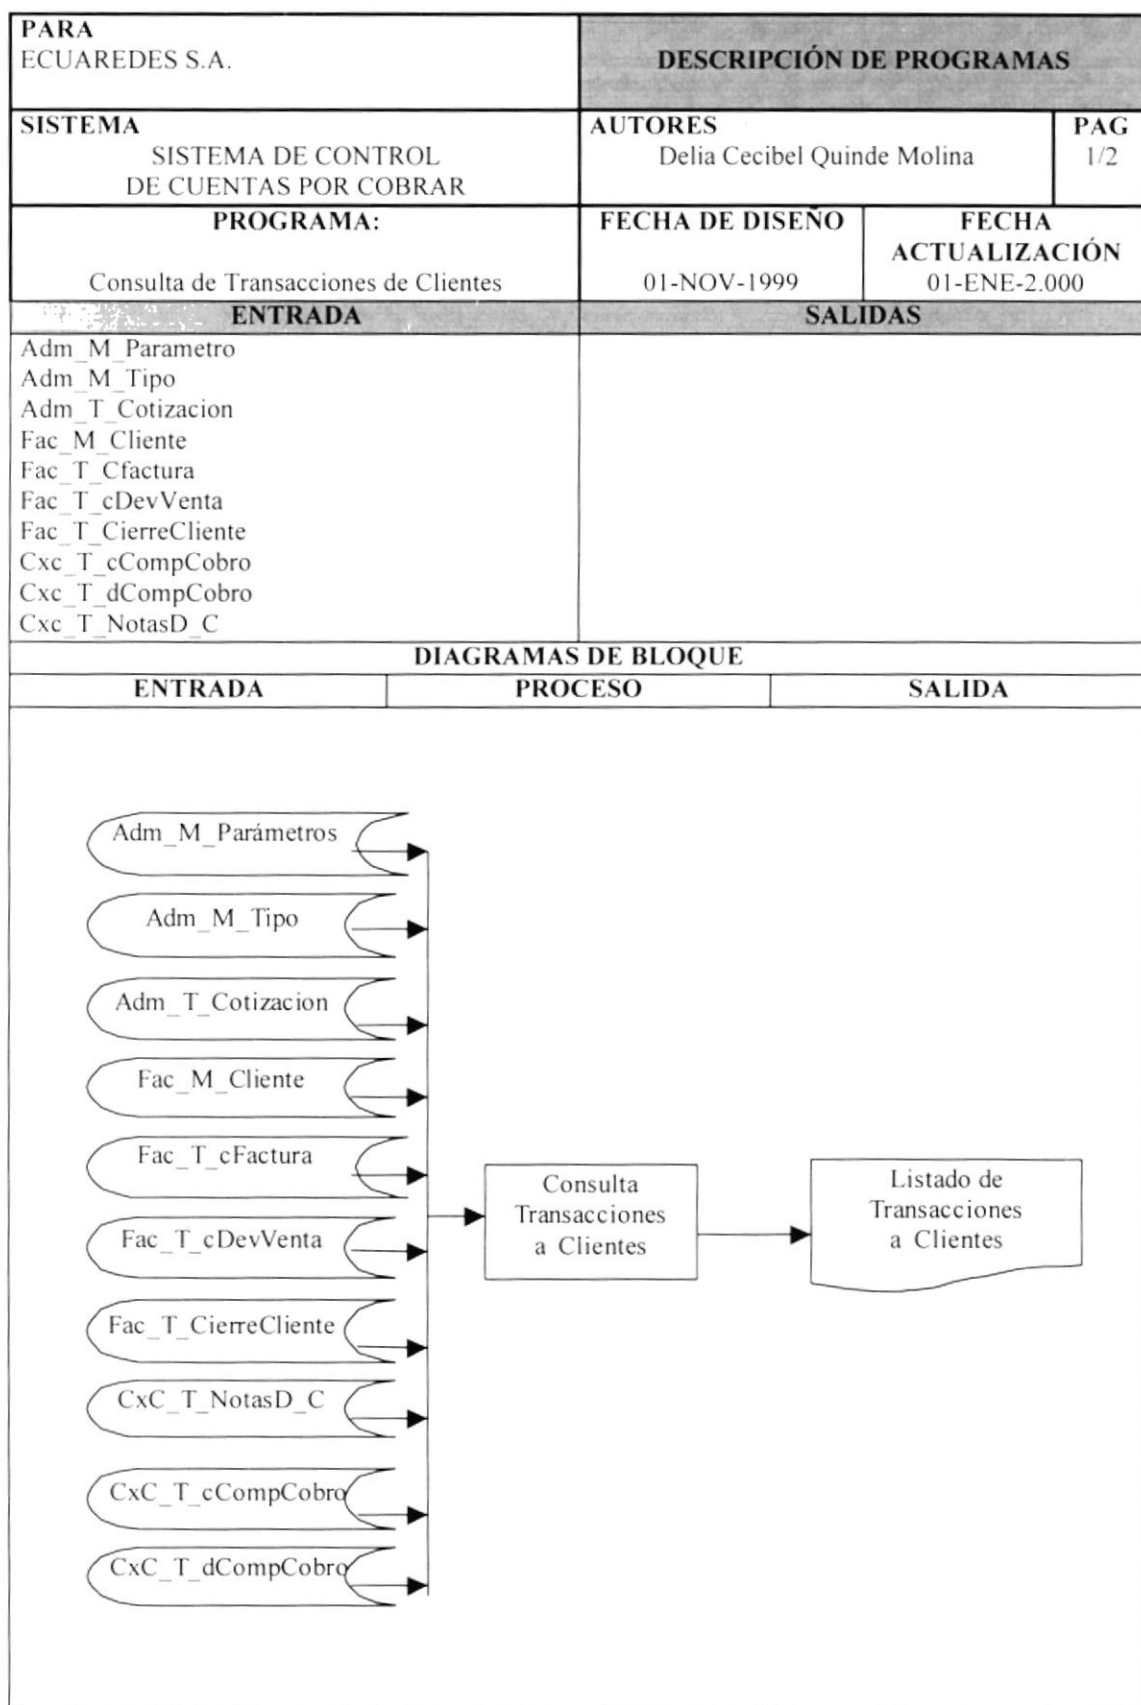 PARA
ECUAREDES S.A.
DESCRIPCIÓN DE PROGRAMAS
SISTEMA
SISTEMA DE CONTROL
DE CUENTAS POR COBRAR
AUTORES
Delia Cecibel Quinde Molina
PAG
1/2
PROGRAMA:
Consulta de Transacciones de Clientes
FECHA DE DISEÑO
01-NOV-1999
FECHA
ACTUALIZACIÓN
01-ENE-2.000
ENTRADA
SALIDAS
Adm_M_Parametro
Adm_M_Tipo
Adm_T_Cotizacion
Fac_M_Cliente
Fac_T_Cfactura
Fac_T_cDevVenta
Fac_T_CierreCliente
Cxc_T_cCompCobro
Cxc_T_dCompCobro
Cxc_T_NotasD_C
DIAGRAMAS DE BLOQUE
ENTRADA
PROCESO
SALIDA
Adm_M_Parámetros
Adm_M_Tipo
Adm_T_Cotizacion
Fac_M_Cliente
Fac_T_cFactura
Fac_T_cDevVenta
Fac_T_CierreCliente
CxC_T_NotasD_C
CxC_T_cCompCobro
CxC_T_dCompCobro
Consulta
Transacciones
a Clientes
Listado de
Transacciones
a Clientes